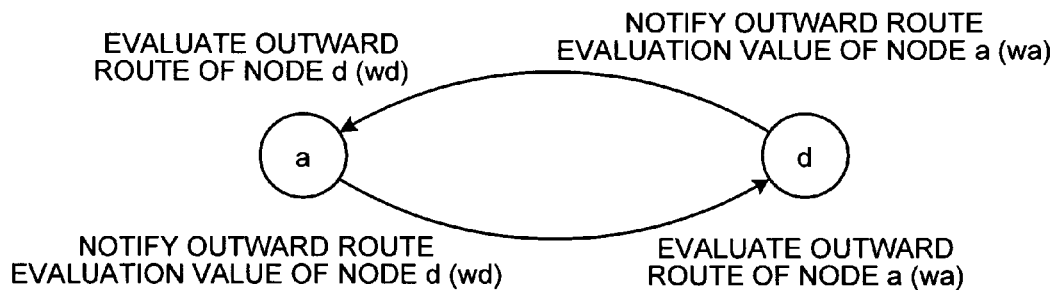 NOTIFY OUTWARD ROUTE
EVALUATION VALUE OF NODE a (wa)
EVALUATE OUTWARD
ROUTE OF NODE d (wd)
a
d
NOTIFY OUTWARD ROUTE
EVALUATION VALUE OF NODE d (wd)
EVALUATE OUTWARD
ROUTE OF NODE a (wa)